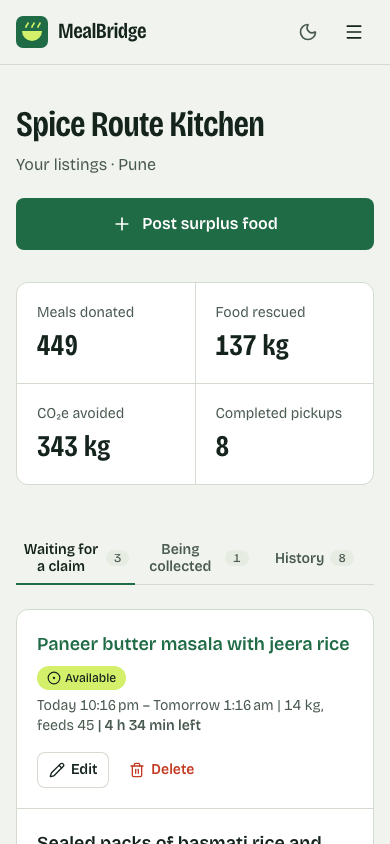 MealBridge
Spice Route Kitchen
Your listings · Pune
Post surplus food
Meals donated
449
Food rescued
137 kg
CO₂e avoided
343 kg
Completed pickups
8
Waiting for
a claim
3
Being
collected
1
History 8
Paneer butter masala with jeera rice
Available
Today 10:16 pm – Tomorrow 1:16 am | 14 kg,
feeds 45 | 4 h 34 min left
Edit
Delete
Sealed packs of basmati rice and